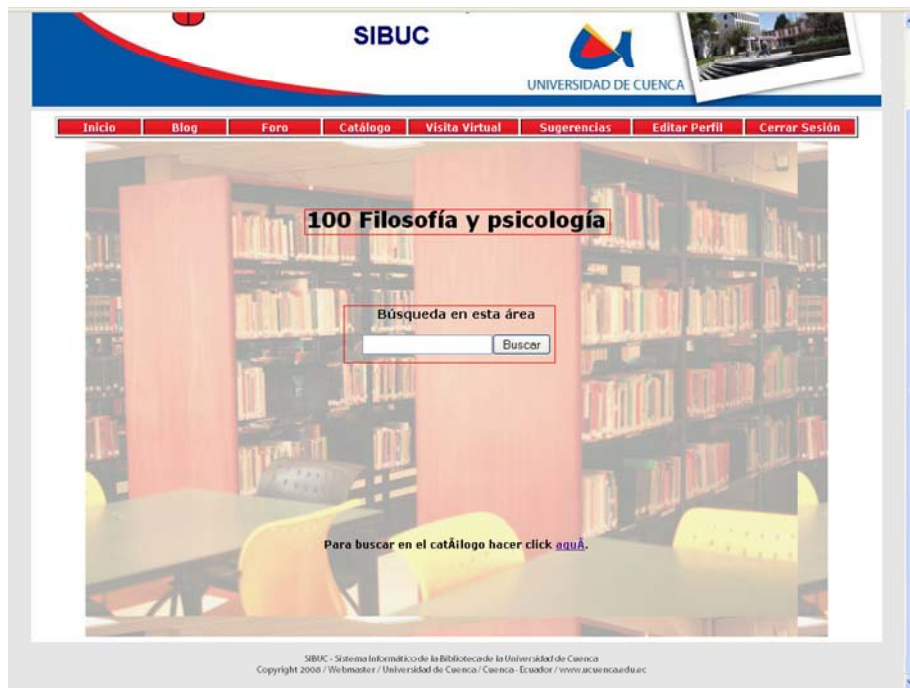 SIBUC
UNIVERSIDAD DE CUENCA
Inicio Blog Foro Catálogo Visita Virtual Sugerencias Editar Perfil Cerrar Sesión
100 Filosofía y psicología
Búsqueda en esta área
Buscar
Para buscar en el catÃ¡logo hacer click aquÃ­.
SIBUC - Sistema Informático de la Biblioteca de la Universidad de Cuenca
Copyright 2008 / Webmaster / Universidad de Cuenca / Cuenca - Ecuador / www.ucuenca.edu.ec